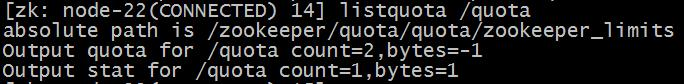 [zk: node-22(CONNECTED) 14] listquota /quota
absolute path is /zookeeper/quota/quota/zookeeper_limits
Output quota for /quota count=2,bytes=-1
Output stat for /quota count=1,bytes=1